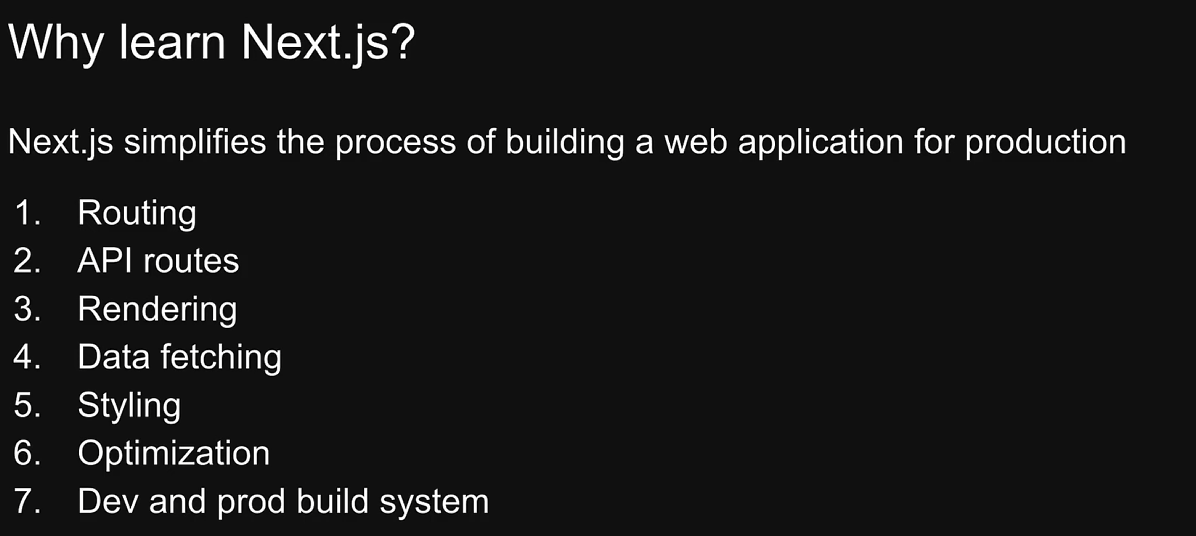 Why learn Next.js?
Next.js simplifies the process of building a web application for production
1. Routing
2. API routes
3. Rendering
4. Data fetching
5. Styling
6. Optimization
7. Dev and prod build system